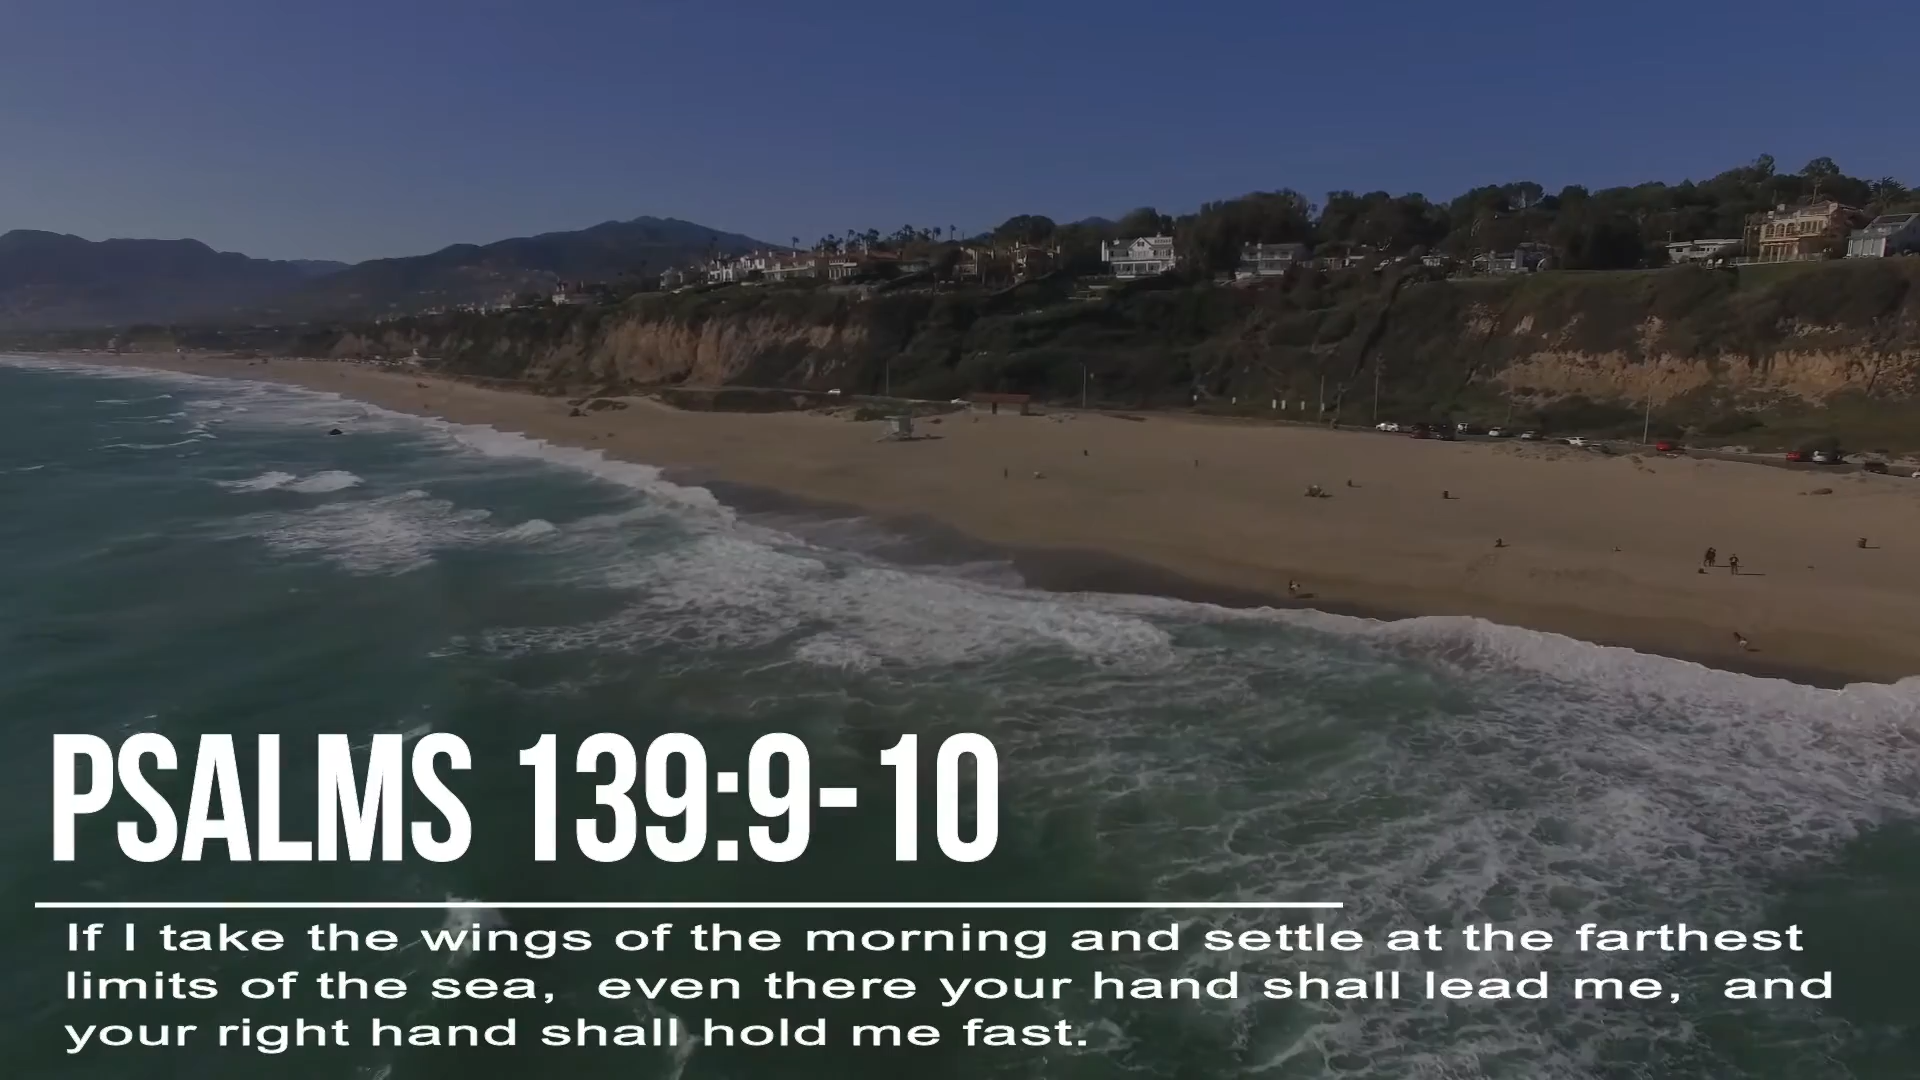 PSALMS 139:9-10
If I take the wings of the morning and settle at the farthest
limits of the sea,  even there your hand shall lead me,  and
your right hand shall hold me fast.